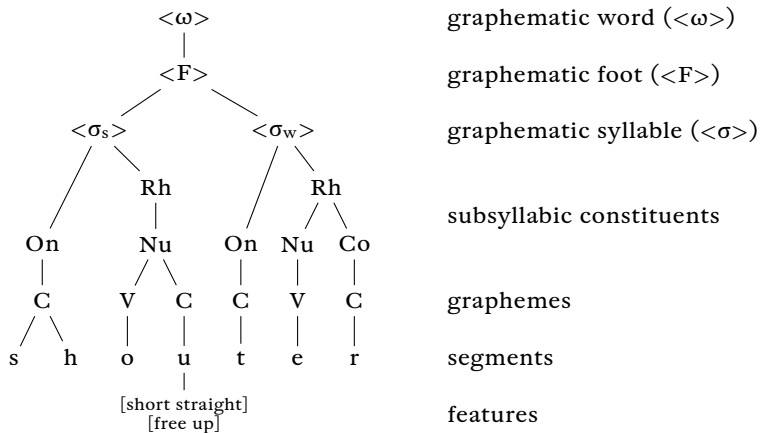 <ω> graphematic word (<ω>)
<F> graphematic foot (<F>)
<σs> <σw> graphematic syllable (<σ>)
Rh Rh
subsyllabic constituents
On Nu On Nu Co
C V C C V C graphemes
s h o u t e r segments
[short straight]
[free up] features